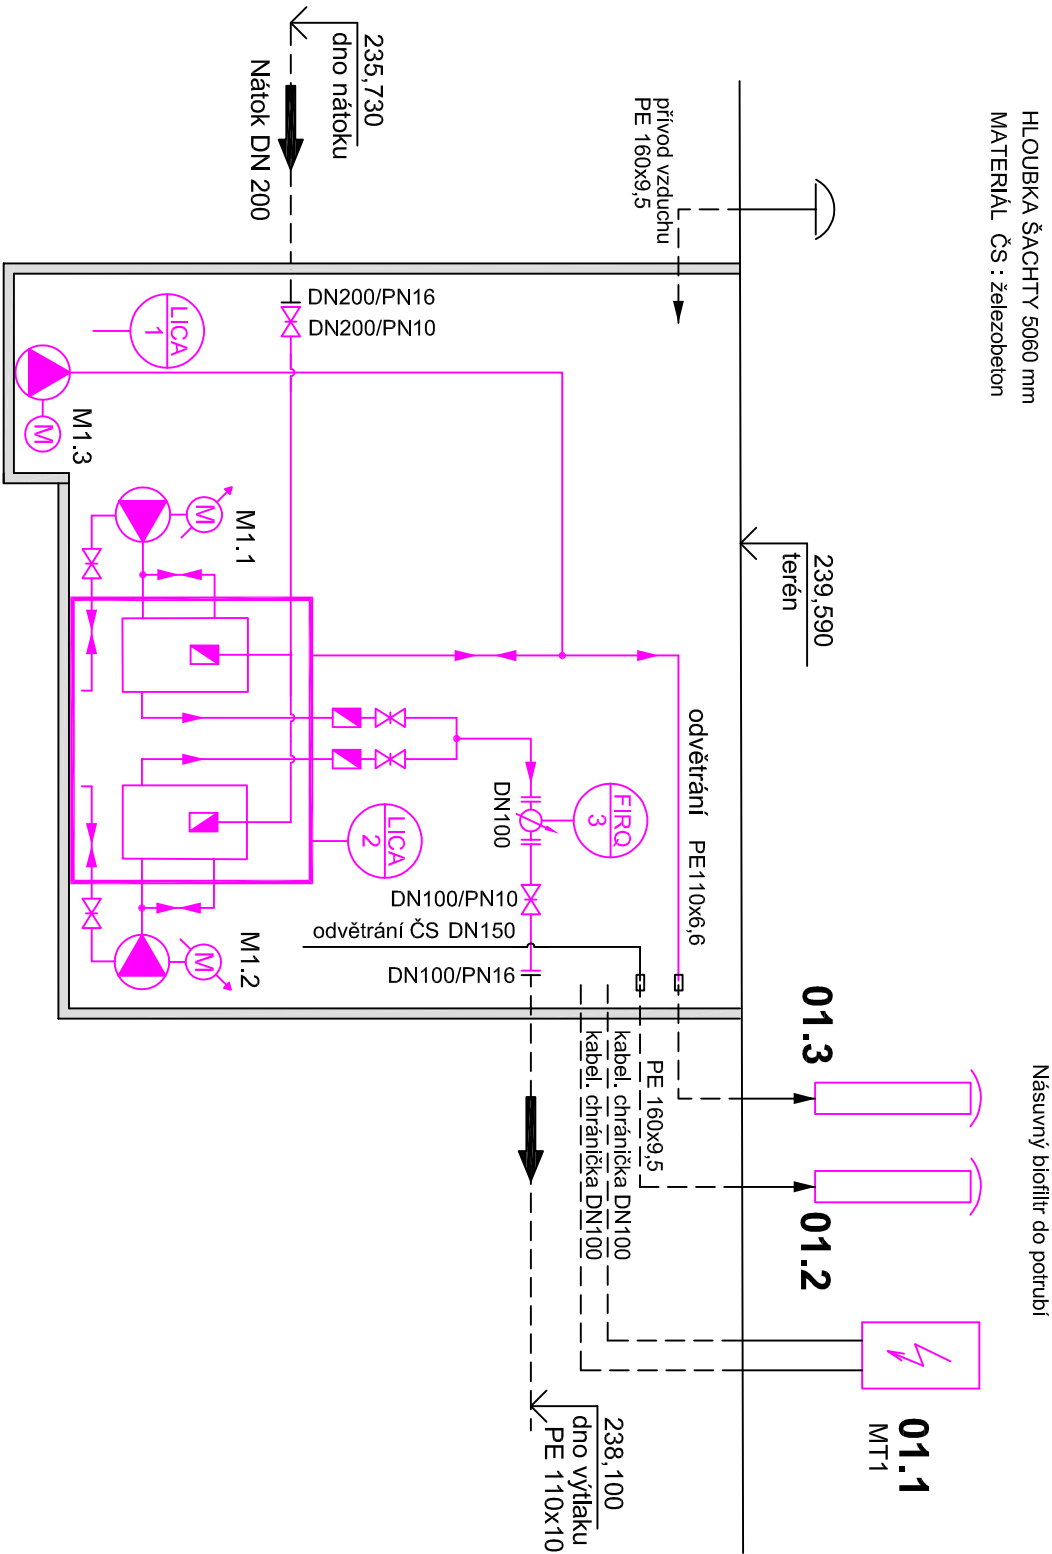 HLOUBKA ŠACHTY 5060 mm
MATERIÁL ČS : železobeton
Násuvný biofiltr do potrubí
přívod vzduchu
PE 160x9,5
235,730
dno nátoku
Nátok DN 200
239,590
terén
01.3
01.2
01.1
MT1
odvětrání PE110x6,6
DN200/PN16
DN200/PN10
LICA
1
M
M1.3
M
M1.1
M
M1.2
LICA
2
FIRQ
3
DN100
DN100/PN10
odvětrání ČS DN150
DN100/PN16
PE 160x9,5
kabel. chránička DN100
kabel. chránička DN100
238,100
dno výtlaku
PE 110x10